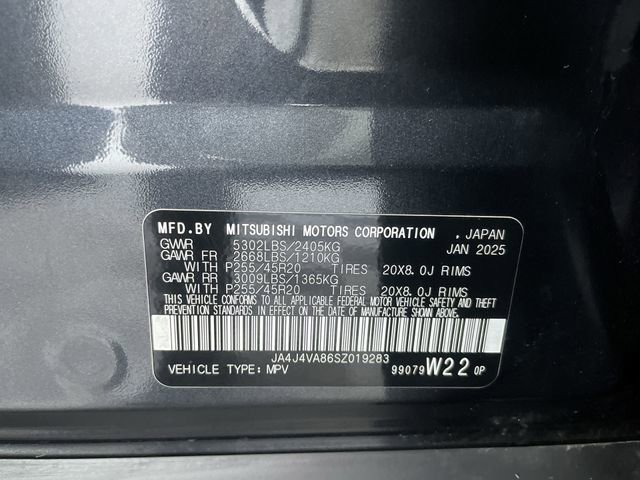 MFD.BY MITSUBISHI MOTORS CORPORATION , JAPAN
GVWR 5302LBS/2405KG JAN 2025
GAWR FR 2668LBS/1210KG
WITH P255/45R20 TIRES 20X8.0J RIMS
GAWR RR 3009LBS/1365KG
WITH P255/45R20 TIRES 20X8.0J RIMS
THIS VEHICLE CONFORMS TO ALL APPLICABLE FEDERAL MOTOR VEHICLE SAFETY AND THEFT
PREVENTION STANDARDS IN EFFECT ON THE DATE OF MANUFACTURE SHOWN ABOVE.
JA4J4VA86SZ019283
VEHICLE TYPE: MPV 99079 W22 0P